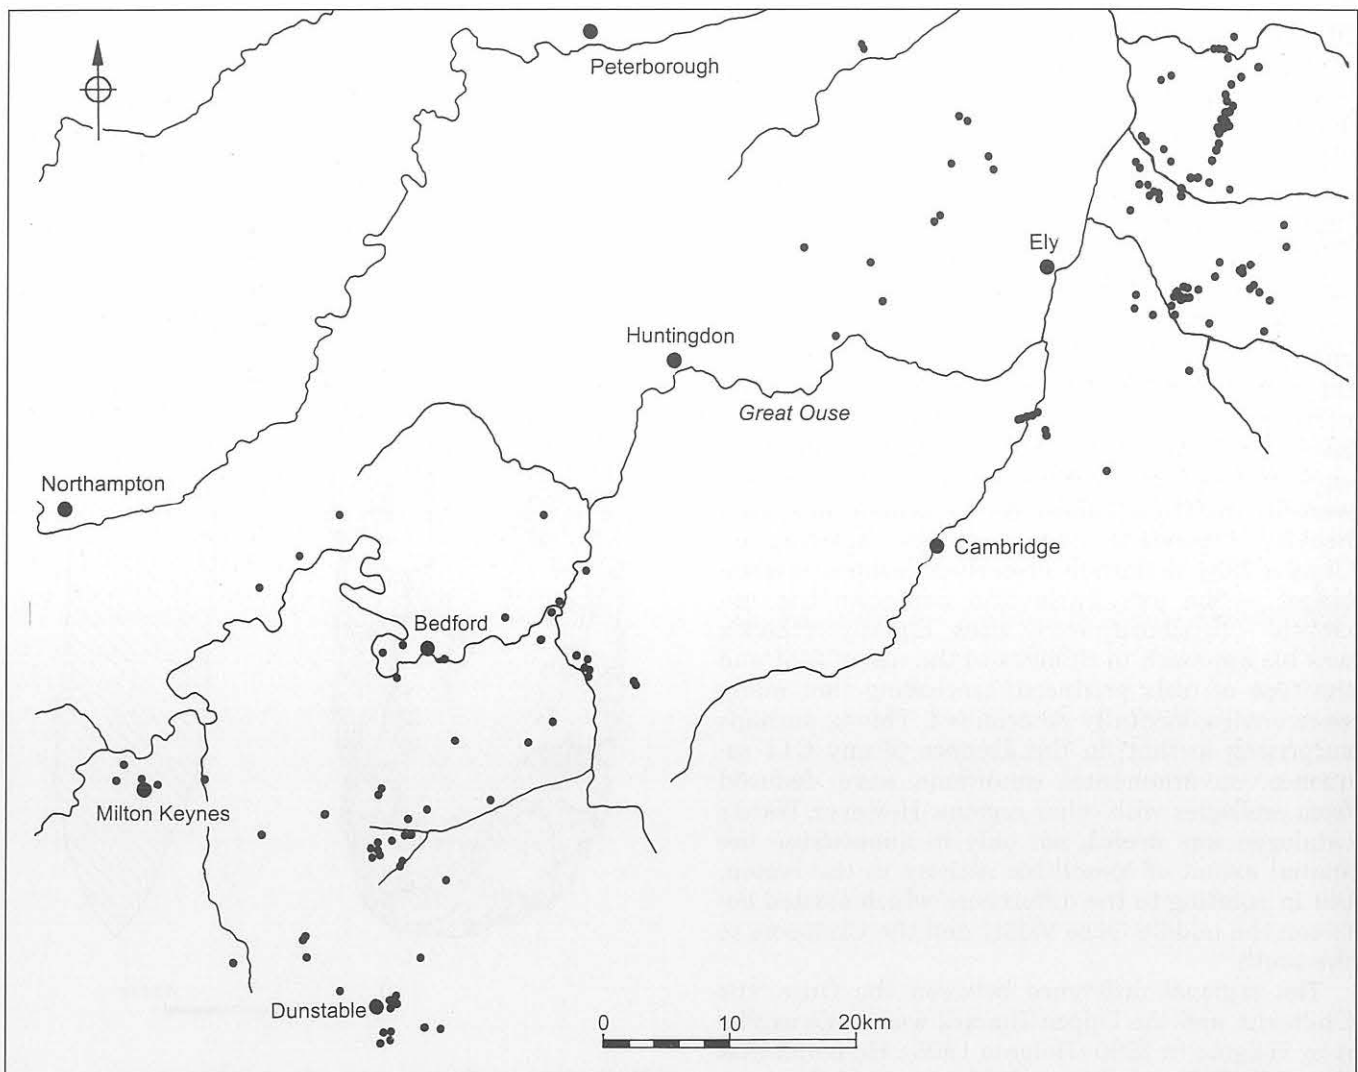 Peterborough
Ely
Huntingdon
Great Ouse
Northampton
Cambridge
Bedford
Milton Keynes
Dunstable
0 10 20km